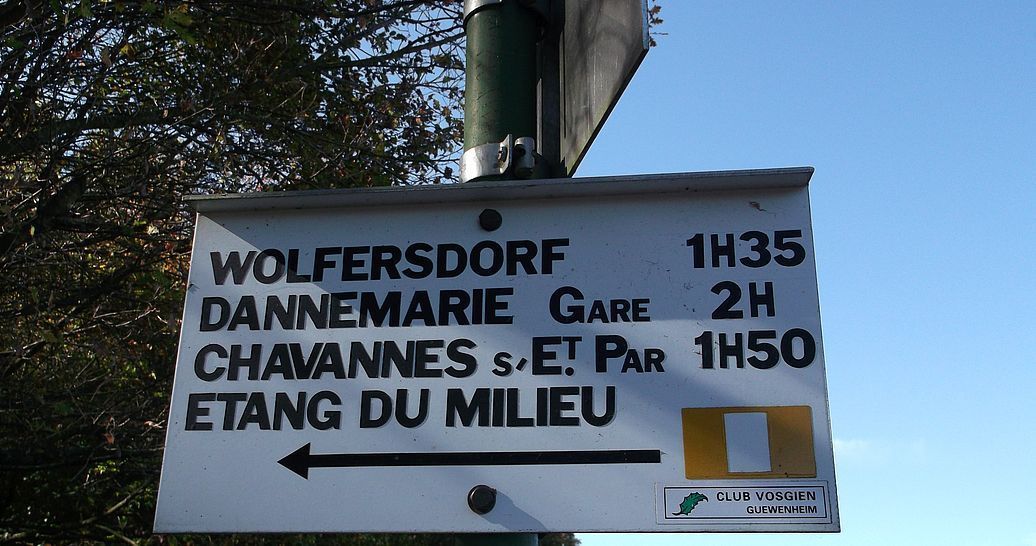 WOLFERSDORF 1H35
DANNEMARIE GARE 2H
CHAVANNES S/ET. PAR 1H50
ETANG DU MILIEU
CLUB VOSGIEN
GUEWENHEIM